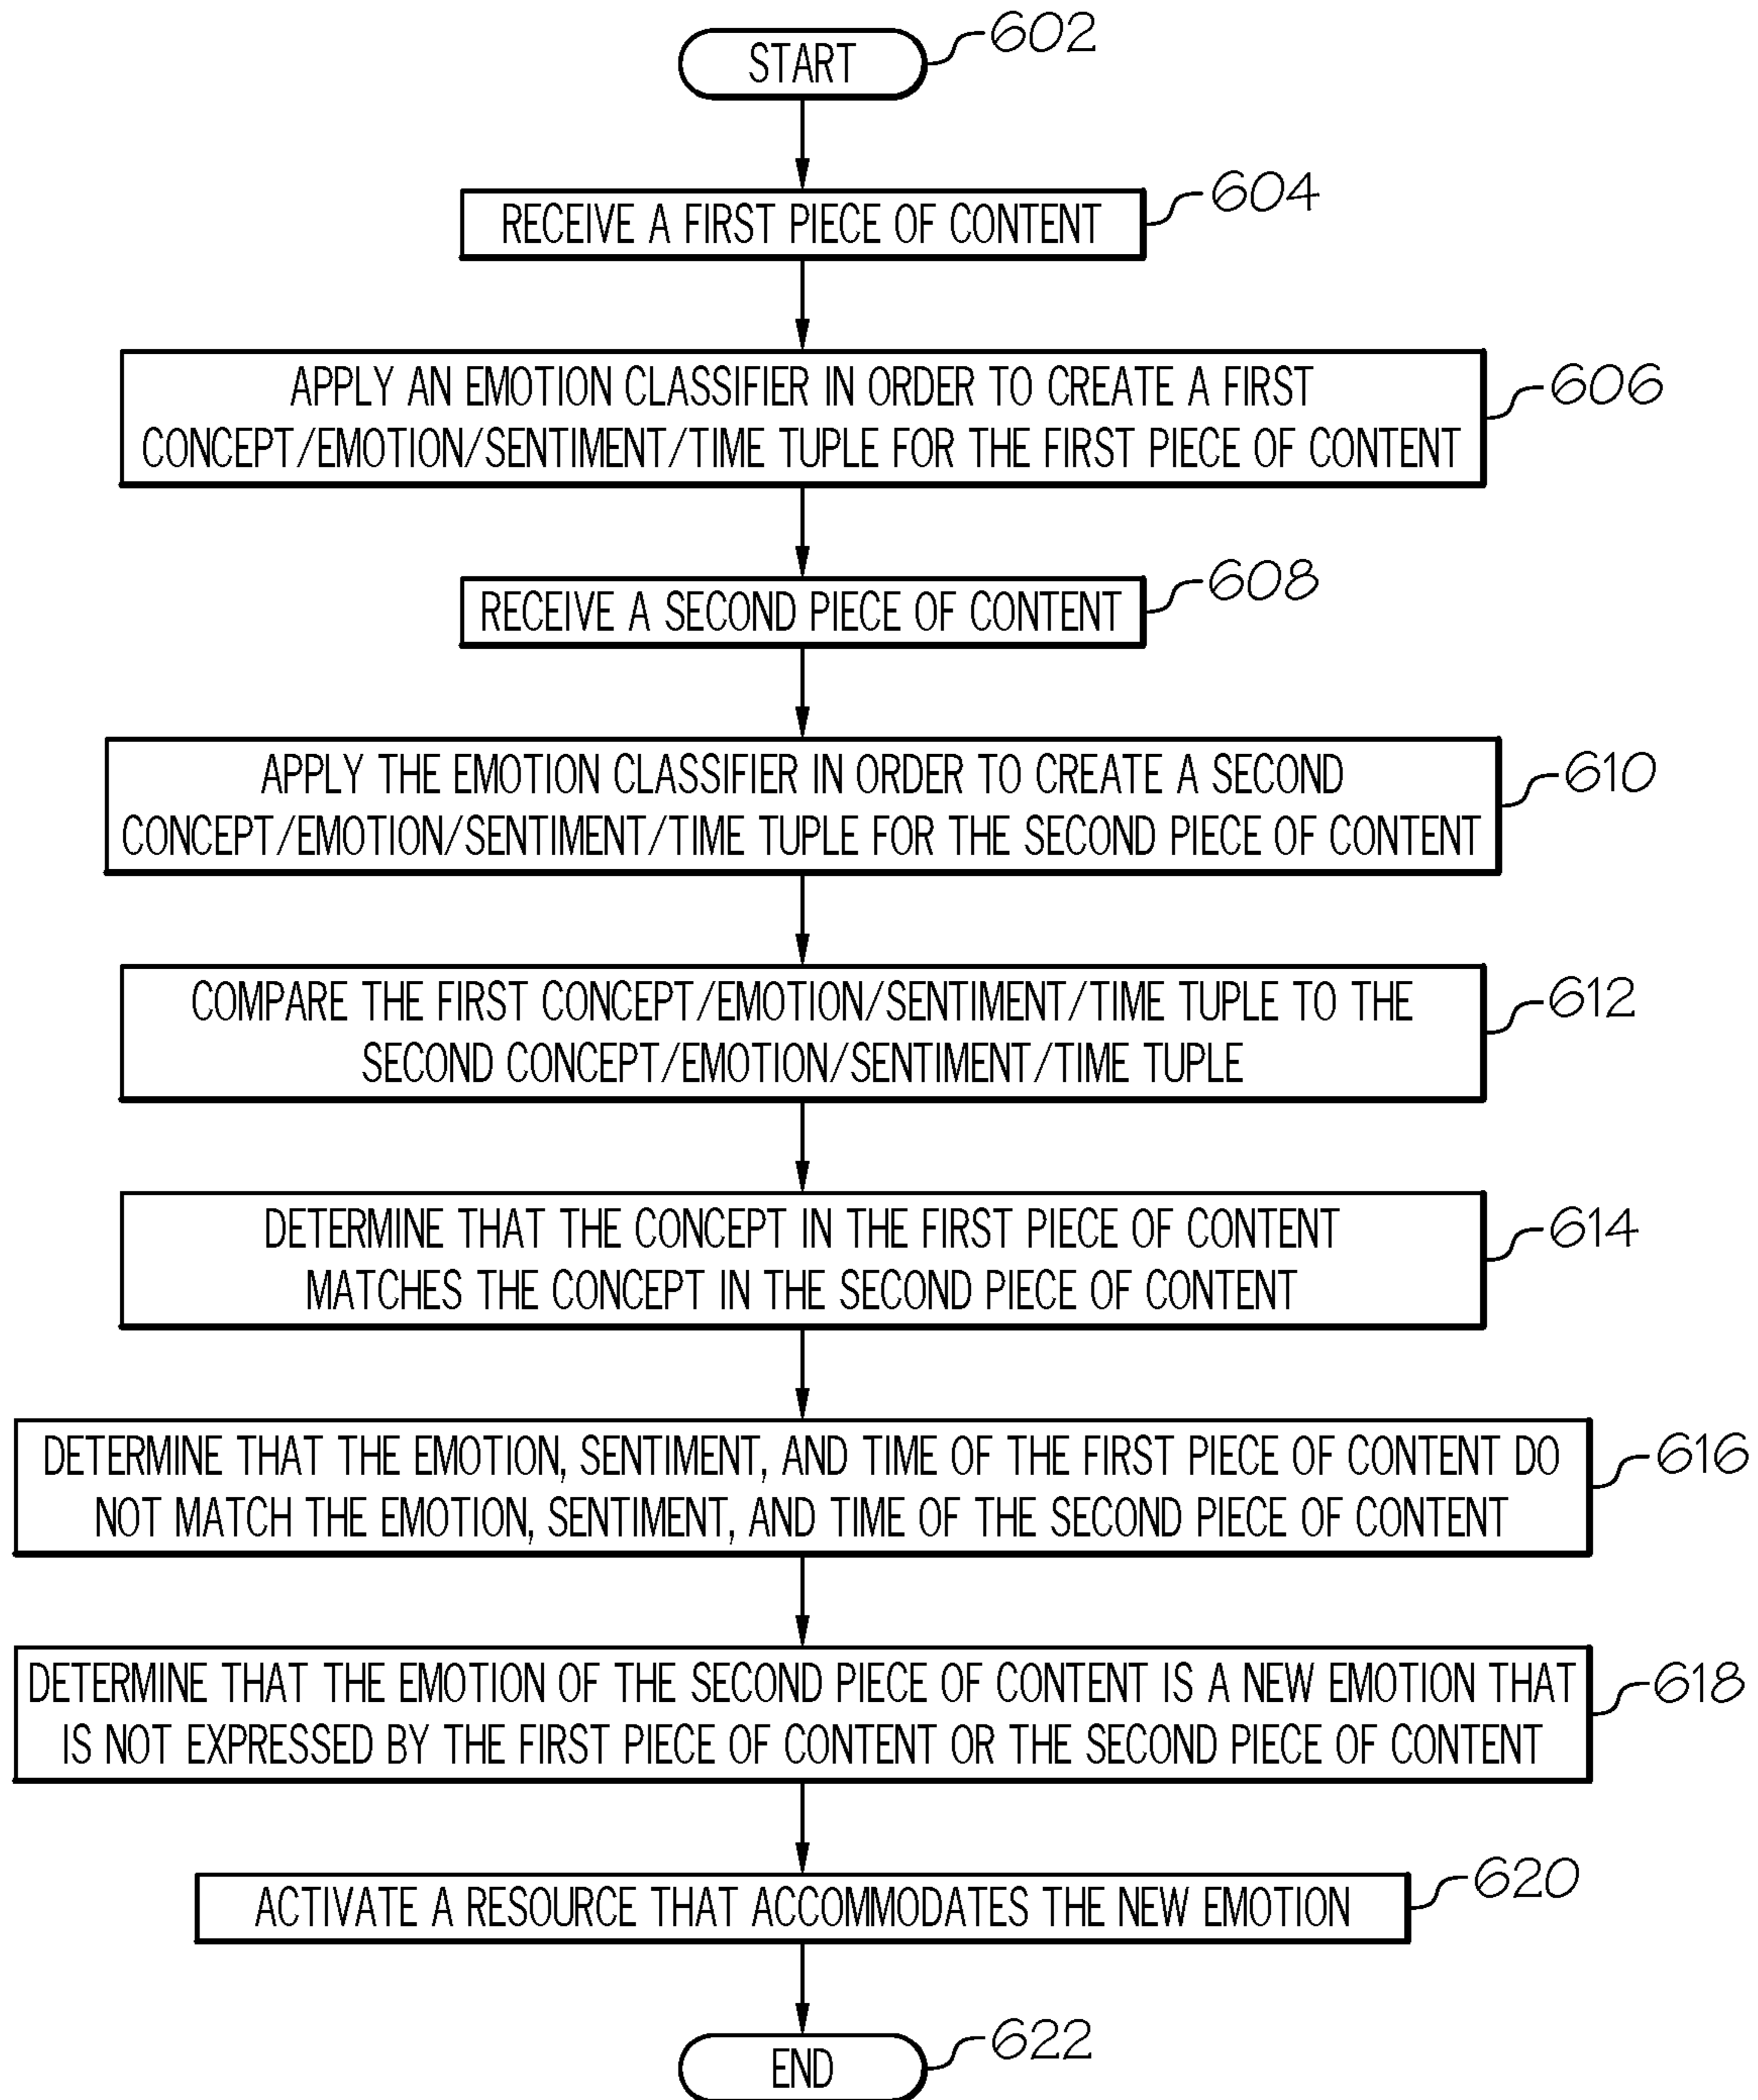 START
602
RECEIVE A FIRST PIECE OF CONTENT
604
APPLY AN EMOTION CLASSIFIER IN ORDER TO CREATE A FIRST
CONCEPT/EMOTION/SENTIMENT/TIME TUPLE FOR THE FIRST PIECE OF CONTENT
606
RECEIVE A SECOND PIECE OF CONTENT
608
APPLY THE EMOTION CLASSIFIER IN ORDER TO CREATE A SECOND
CONCEPT/EMOTION/SENTIMENT/TIME TUPLE FOR THE SECOND PIECE OF CONTENT
610
COMPARE THE FIRST CONCEPT/EMOTION/SENTIMENT/TIME TUPLE TO THE
SECOND CONCEPT/EMOTION/SENTIMENT/TIME TUPLE
612
DETERMINE THAT THE CONCEPT IN THE FIRST PIECE OF CONTENT
MATCHES THE CONCEPT IN THE SECOND PIECE OF CONTENT
614
DETERMINE THAT THE EMOTION, SENTIMENT, AND TIME OF THE FIRST PIECE OF CONTENT DO
NOT MATCH THE EMOTION, SENTIMENT, AND TIME OF THE SECOND PIECE OF CONTENT
616
DETERMINE THAT THE EMOTION OF THE SECOND PIECE OF CONTENT IS A NEW EMOTION THAT
IS NOT EXPRESSED BY THE FIRST PIECE OF CONTENT OR THE SECOND PIECE OF CONTENT
618
ACTIVATE A RESOURCE THAT ACCOMMODATES THE NEW EMOTION
620
END
622